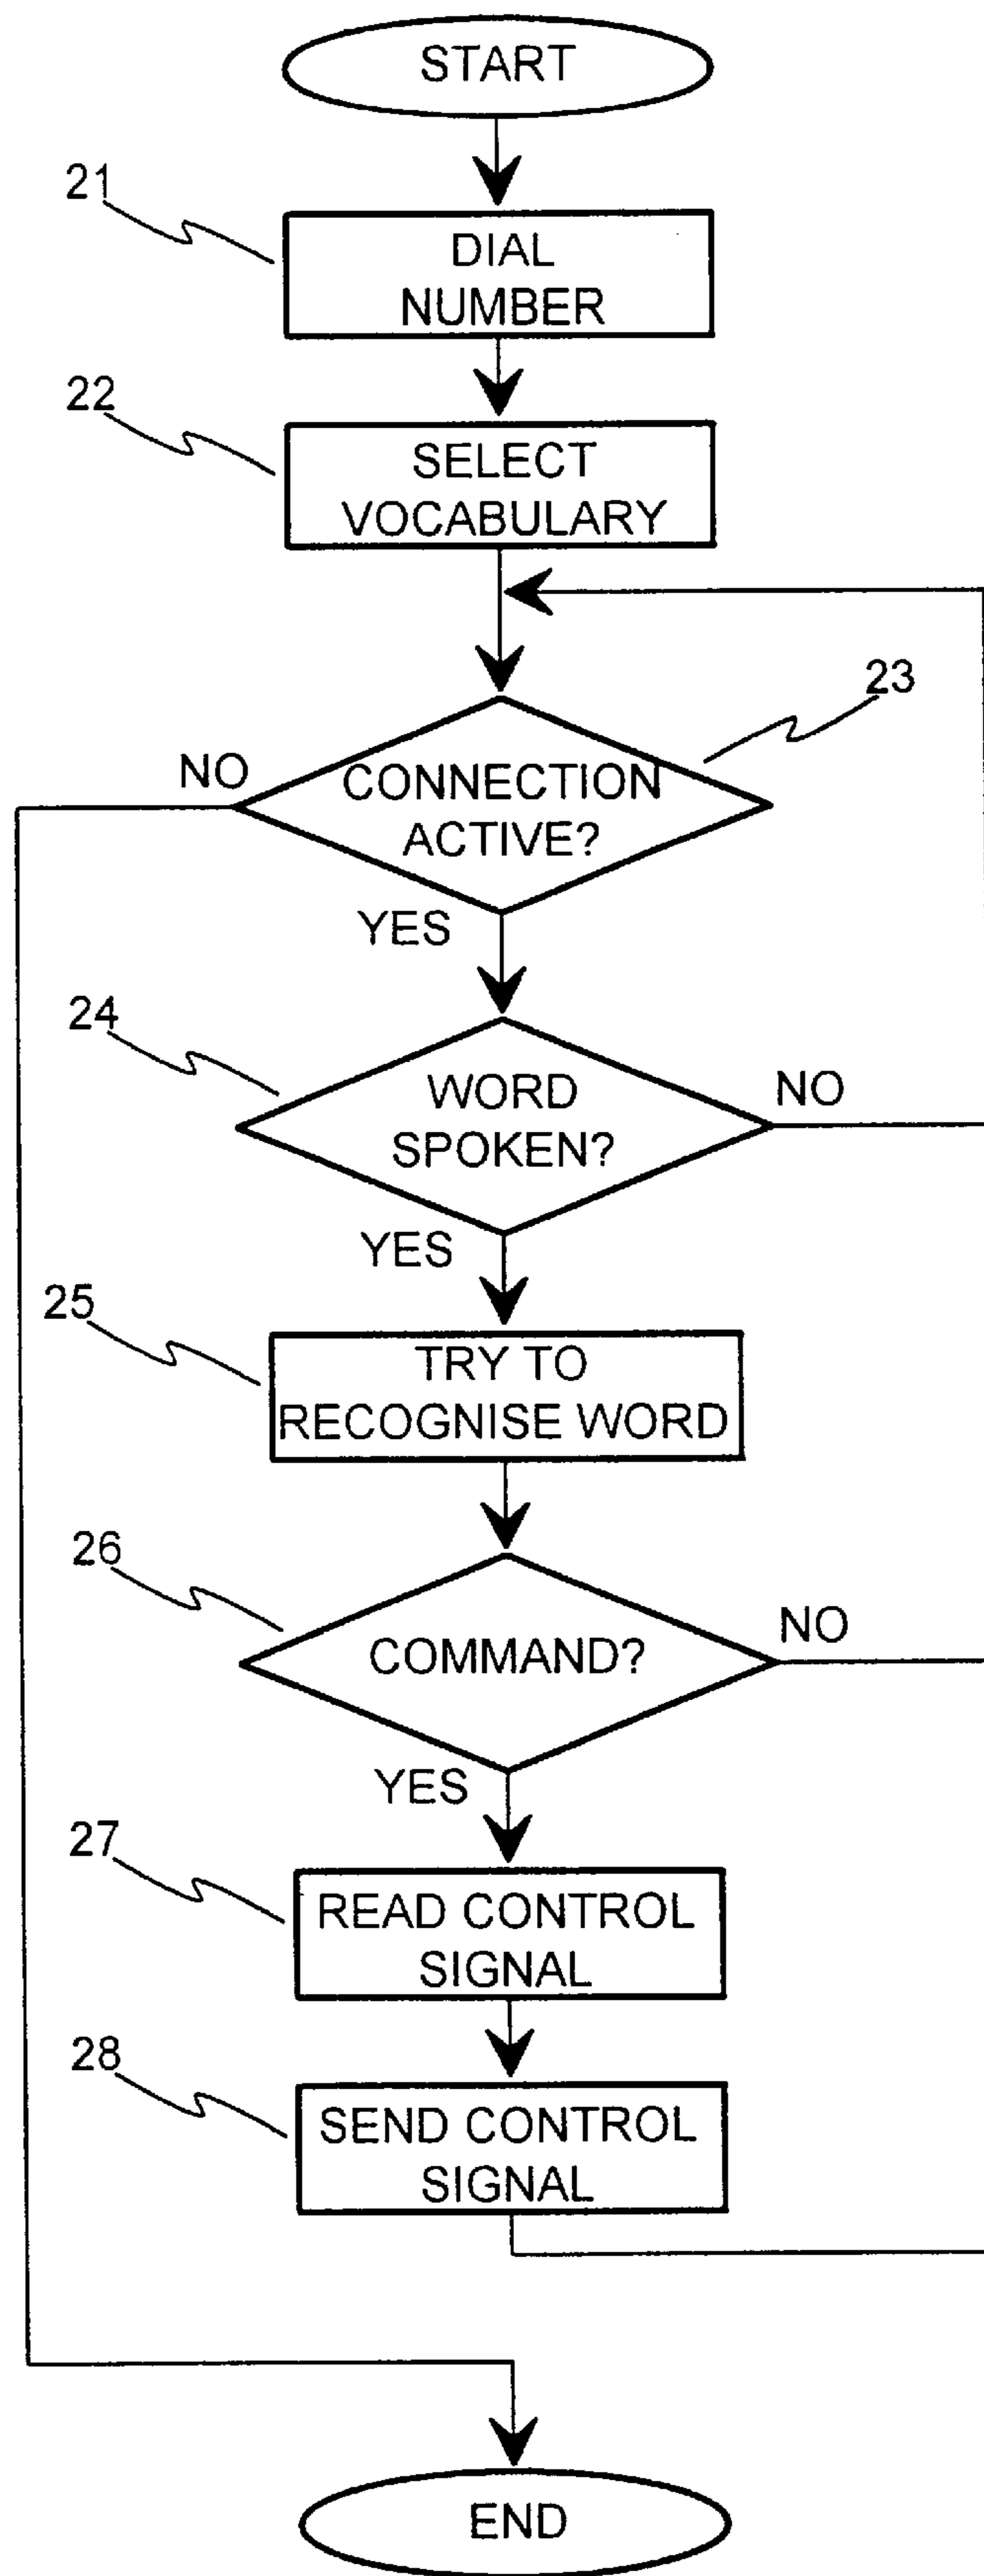 START
21
DIAL
NUMBER
22
SELECT
VOCABULARY
23
NO
CONNECTION
ACTIVE?
YES
24
WORD
SPOKEN?
NO
YES
25
TRY TO
RECOGNISE WORD
26
COMMAND?
NO
YES
27
READ CONTROL
SIGNAL
28
SEND CONTROL
SIGNAL
END